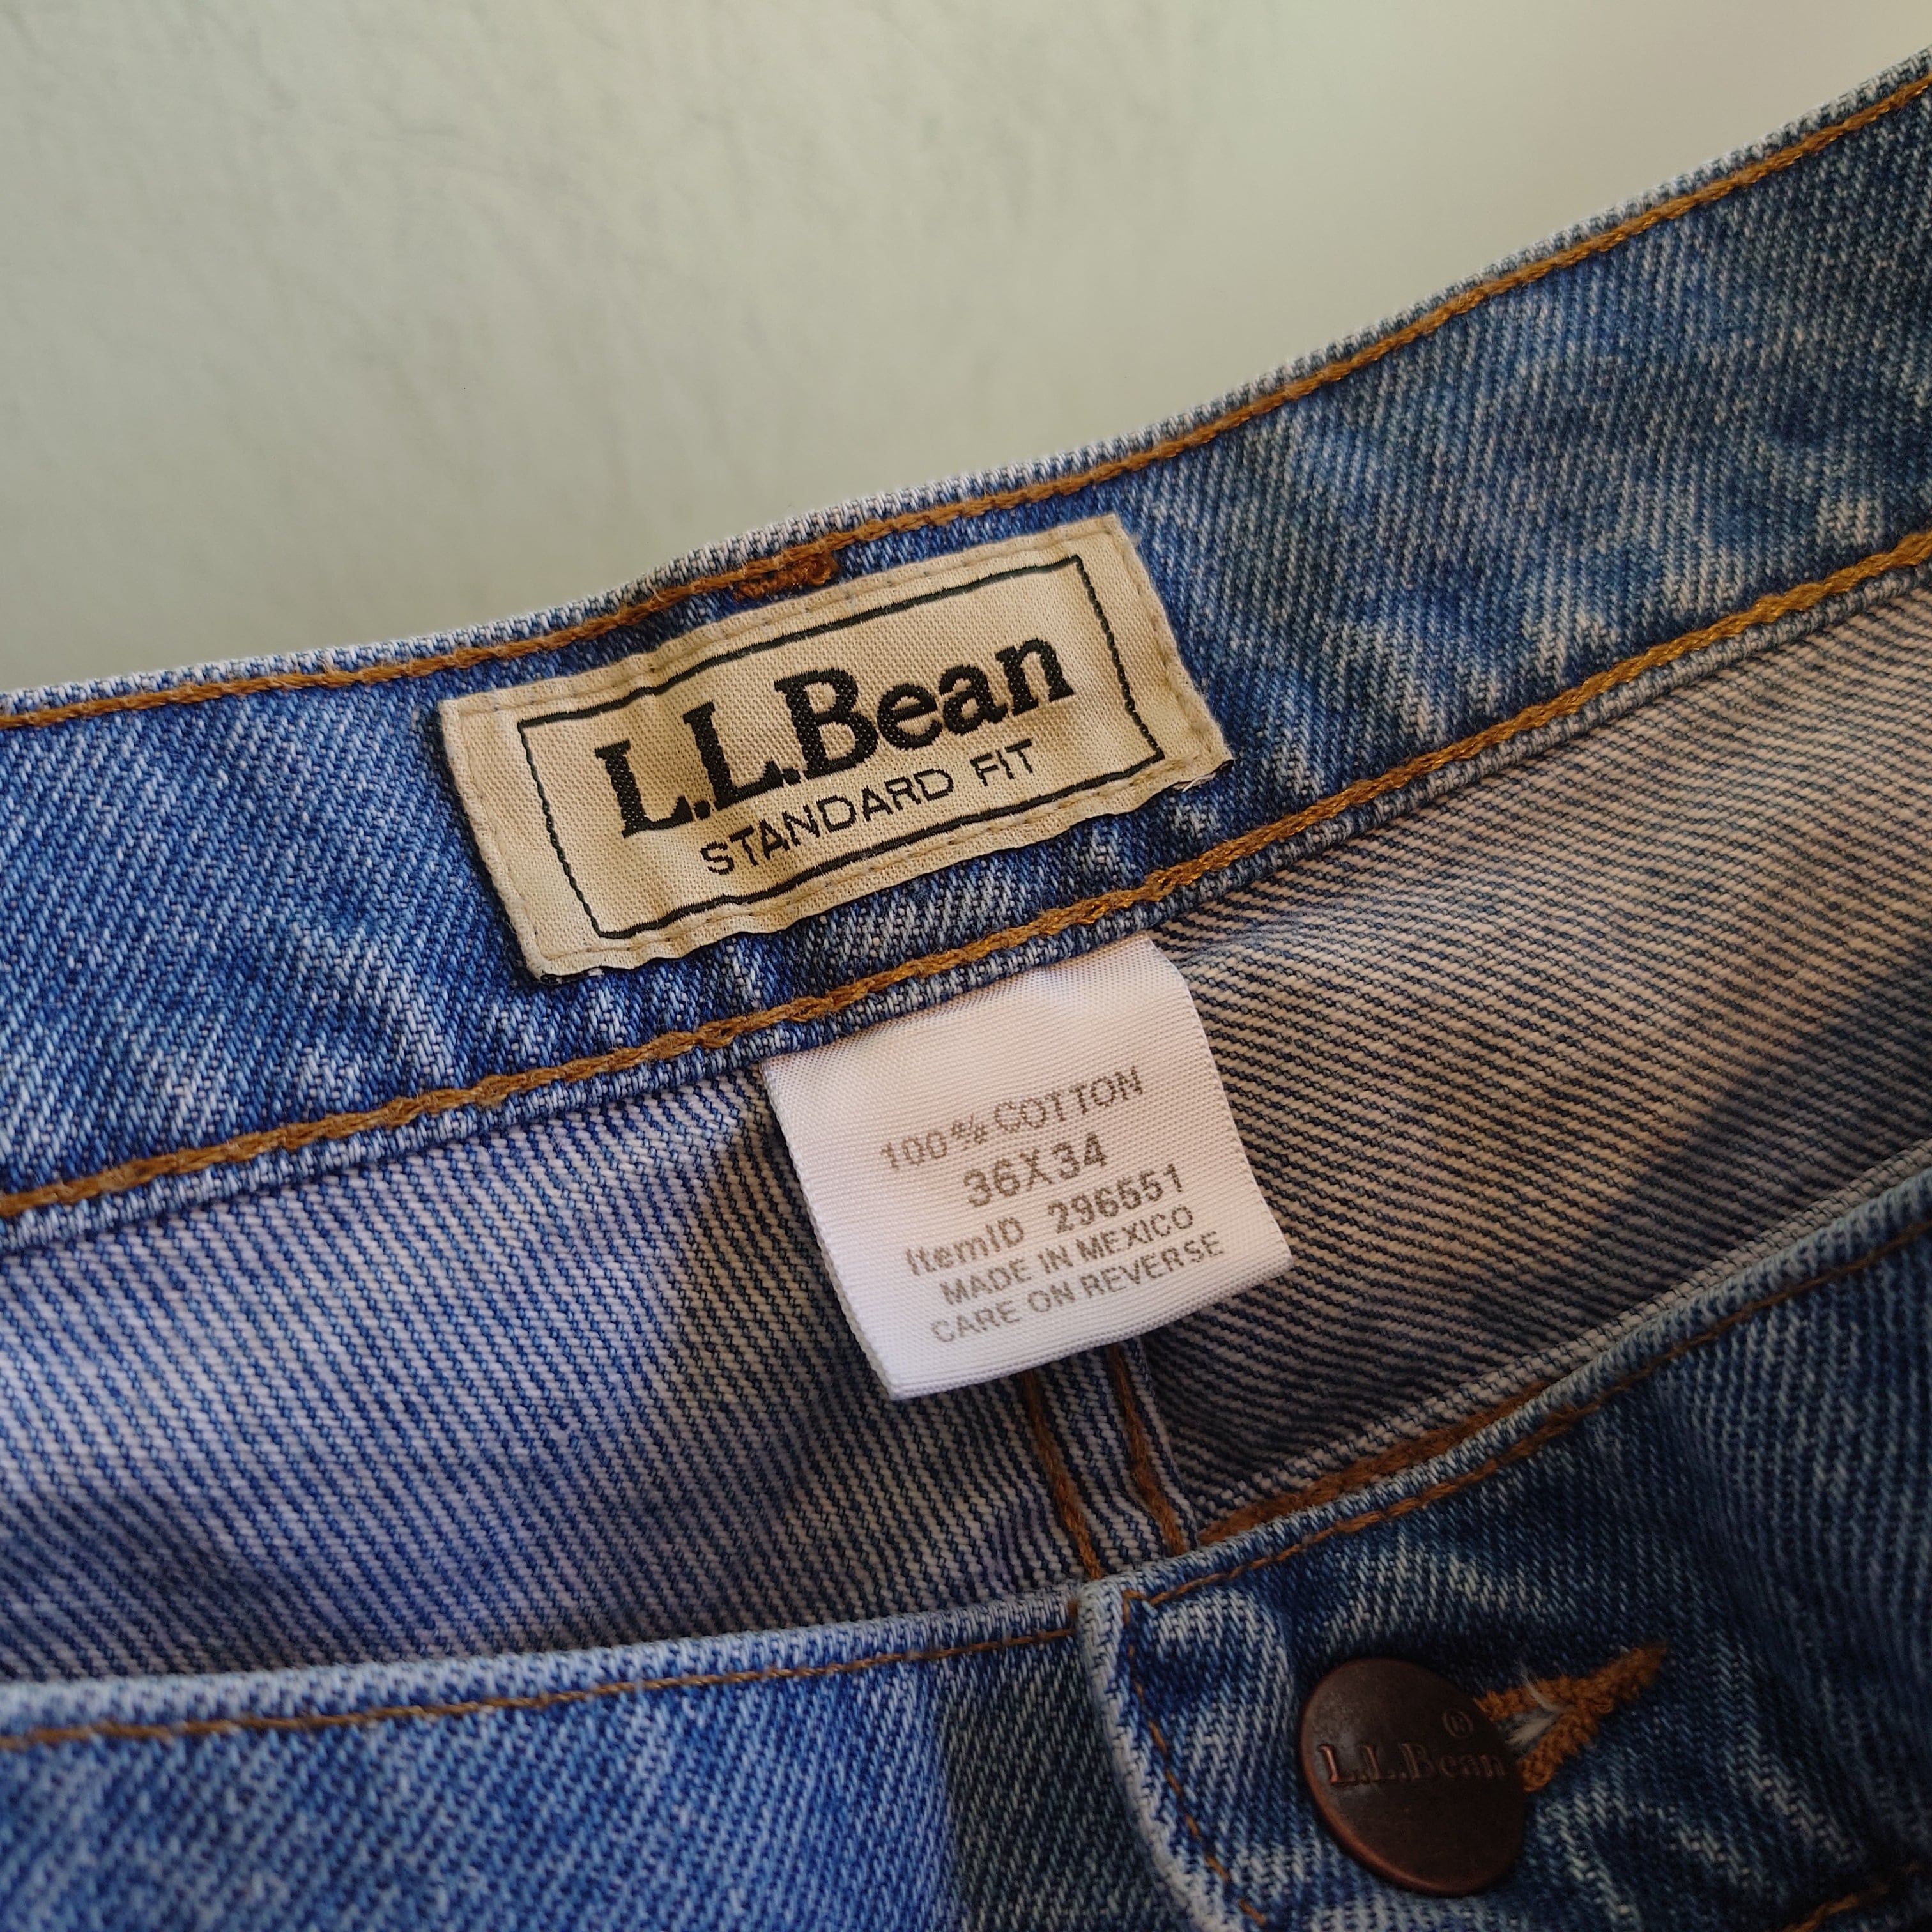 L.L.Bean
STANDARD FIT
100% COTTON
36X34
ItemID 296551
MADE IN MEXICO
CARE ON REVERSE
®
L.L.Bean